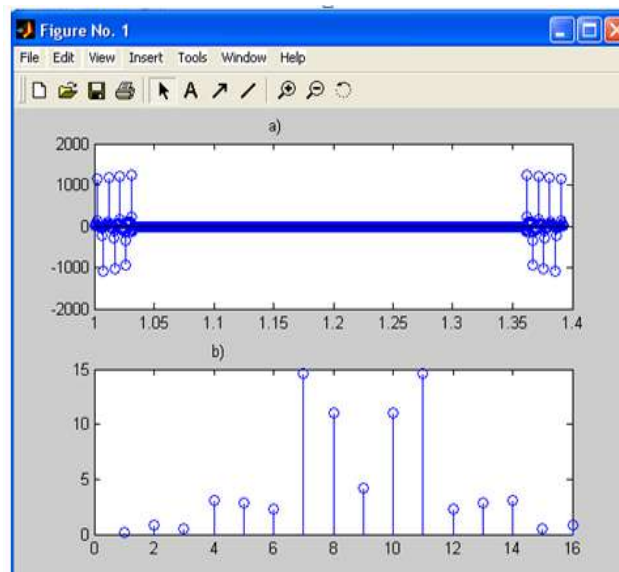 Figure No. 1
File Edit View Insert Tools Window Help
A
a)
2000
1000
0
-1000
-2000
1 1.05 1.1 1.15 1.2 1.25 1.3 1.35 1.4
b)
15
10
5
0
0 2 4 6 8 10 12 14 16